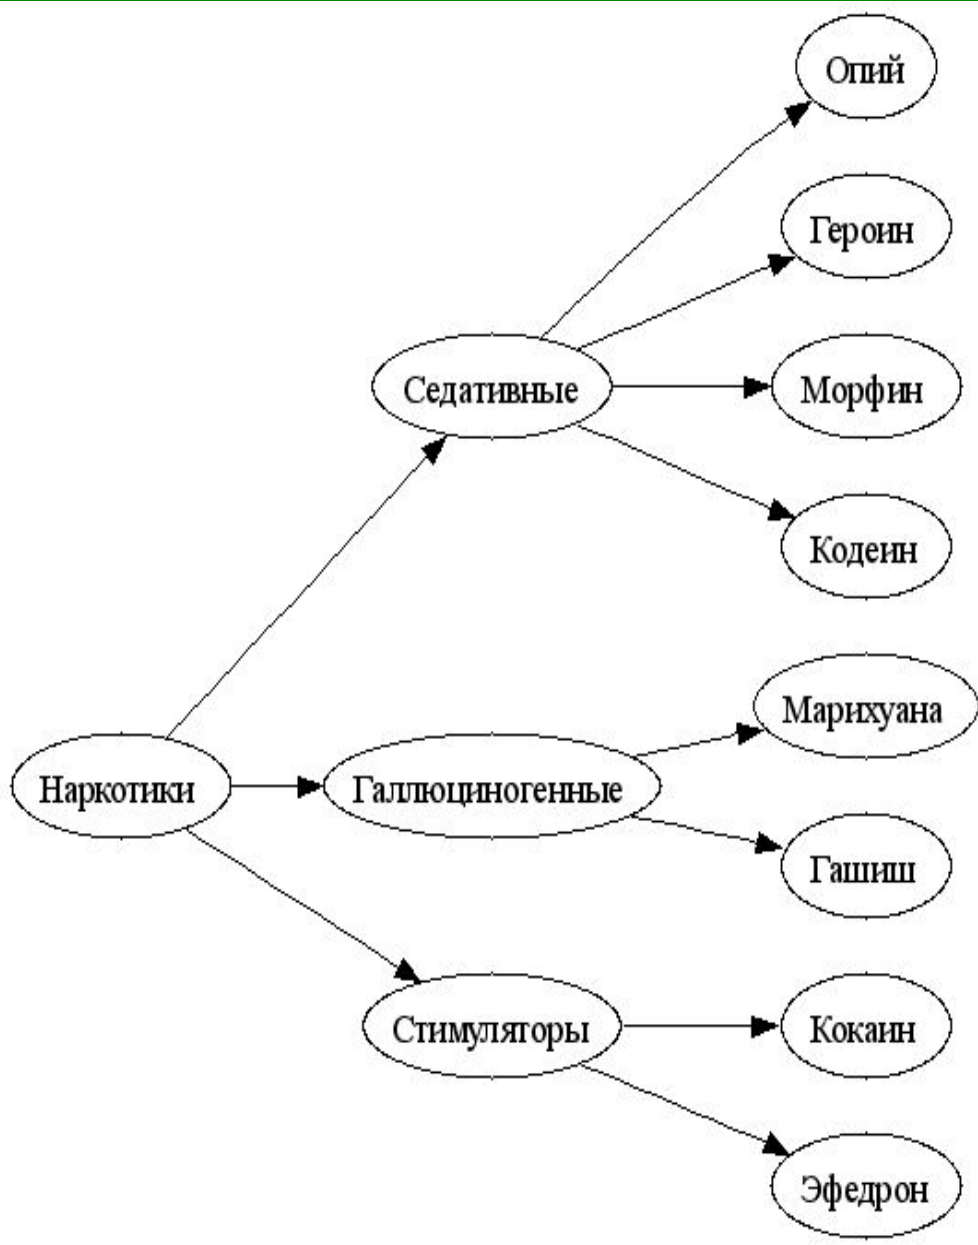 Опий
Героин
Седативные
Морфин
Кодеин
Марихуана
Наркотики
Галлюциногенные
Гашиш
Стимуляторы
Кокаин
Эфедрон